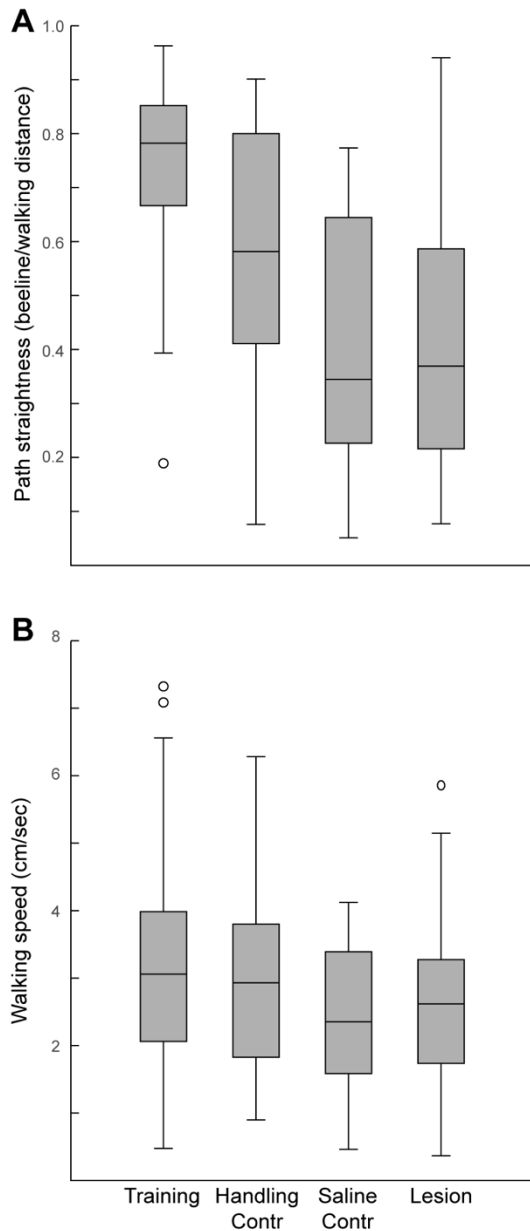 A
Path straightness (beeline/walking distance)
1.0
0.8
0.6
0.4
0.2
B
Walking speed (cm/sec)
8
6
4
2
Training Handling Saline Lesion
Contr Contr